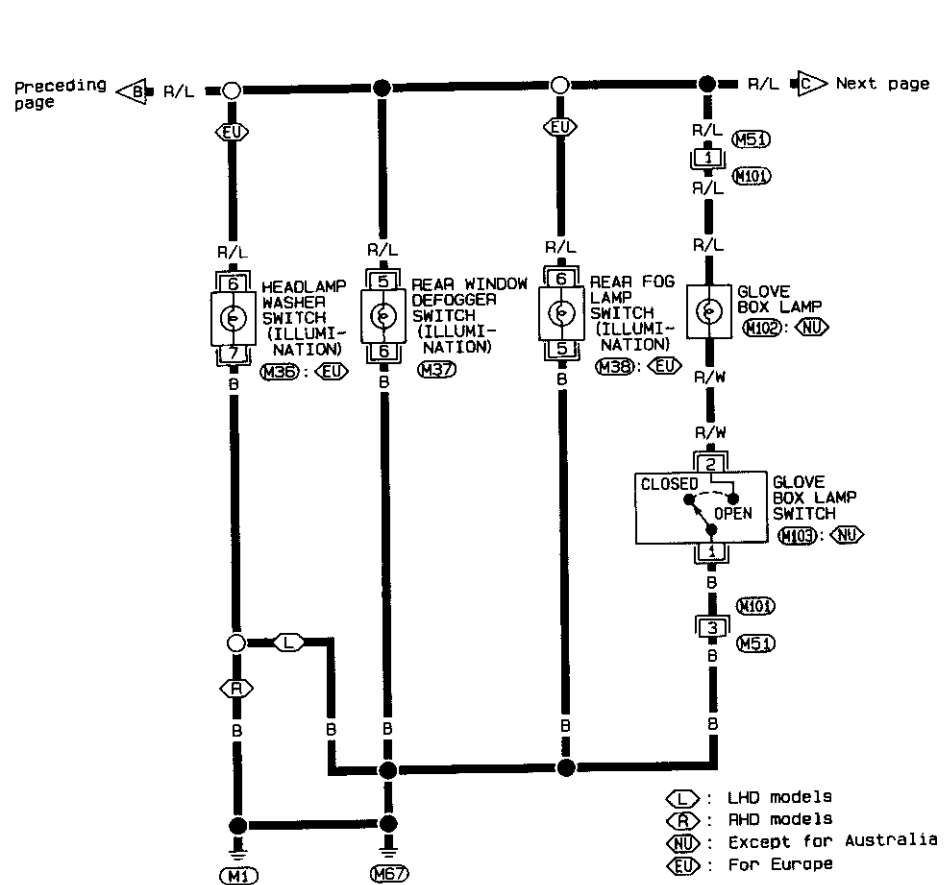 Preceding page
B R/L
R/L C Next page
EU
EU
R/L
M51
1
M101
R/L
R/L
R/L
R/L
R/L
6
HEADLAMP
WASHER
SWITCH
(ILLUMI-
NATION)
7
M36: EU
B
5
REAR WINDOW
DEFOGGER
SWITCH
(ILLUMI-
NATION)
6
M37
B
6
REAR FOG
LAMP
SWITCH
(ILLUMI-
NATION)
5
M38: EU
B
GLOVE
BOX LAMP
M102: NU
R/W
R/W
2
CLOSED
OPEN
GLOVE
BOX LAMP
SWITCH
M103: NU
1
B
M101
3
M51
B
L
R
B
B
B
B
B
L : LHD models
R : RHD models
NU : Except for Australia
EU : For Europe
M1
M67